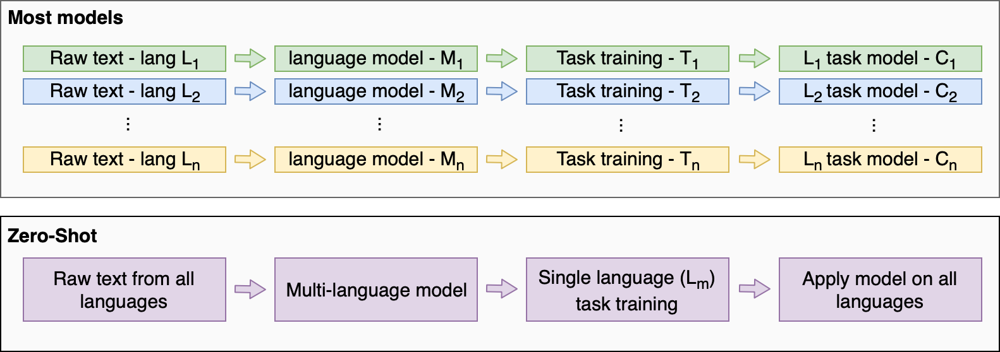 Most models
Raw text - lang L₁
language model - M₁
Task training - T₁
L₁ task model - C₁
Raw text - lang L₂
language model - M₂
Task training - T₂
L₂ task model - C₂
⋮ ⋮ ⋮ ⋮
Raw text - lang Lₙ
language model - Mₙ
Task training - Tₙ
Lₙ task model - Cₙ
Zero-Shot
Raw text from all
languages
Multi-language model
Single language (Lₘ)
task training
Apply model on all
languages